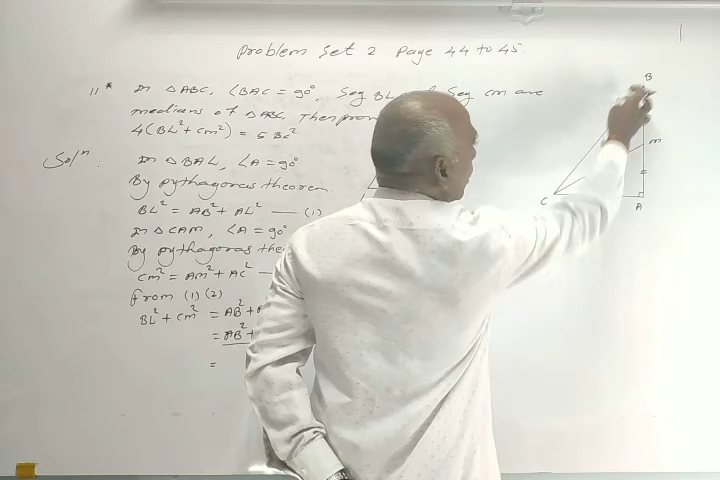 Problem Set 2 Page 44 to 45.
11* In △ABC, ∠BAC = 90°, Seg BL Seg cm are
medians of △ABC, Then prov
4(BL² + cm²) = 5 BC²
Solⁿ: In △BAL, ∠A = 90°
By pythagoras theorem.
BL² = AB² + AL² — (1)
In △CAM, ∠A = 90°
By pythagoras the
cm² = AM² + AC² —
from (1) (2)
BL² + cm² = AB² +
= AB² +
=
B
m
C
A